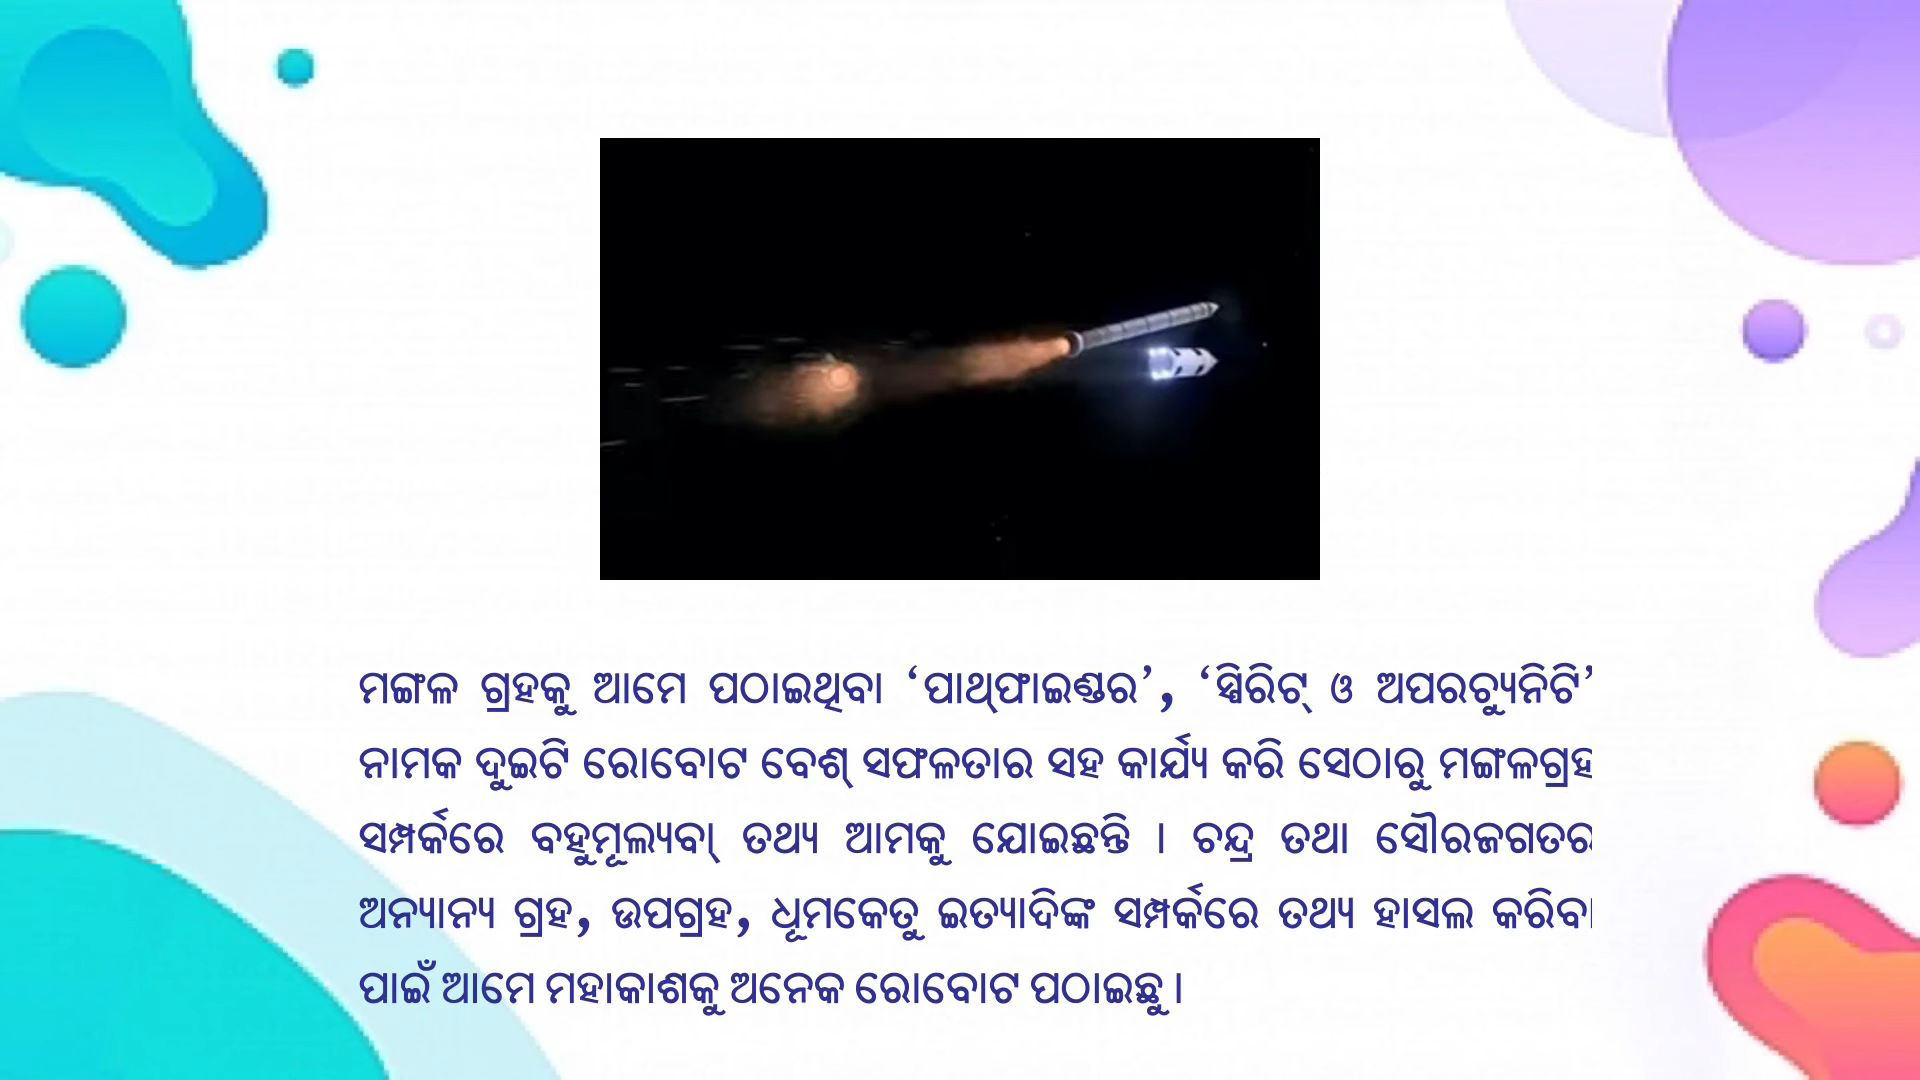 ମଙ୍ଗଳ ଗ୍ରହକୁ ଆମେ ପଠାଇଥିବା ‘ପାଥ୍‌ଫାଇଣ୍ଡର’, ‘ସ୍ପିରିଟ୍ ଓ ଅପରଚ୍ୟୁନିଟି’
ନାମକ ଦୁଇଟି ରୋବୋଟ ବେଶ୍ ସଫଳତାର ସହ କାର୍ଯ୍ୟ କରି ସେଠାରୁ ମଙ୍ଗଳଗ୍ରହ
ସମ୍ପର୍କରେ ବହୁମୂଲ୍ୟବା୍ ତଥ୍ୟ ଆମକୁ ଯୋଇଛନ୍ତି । ଚନ୍ଦ୍ର ତଥା ସୌରଜଗତର
ଅନ୍ୟାନ୍ୟ ଗ୍ରହ, ଉପଗ୍ରହ, ଧୂମକେତୁ ଇତ୍ୟାଦିଙ୍କ ସମ୍ପର୍କରେ ତଥ୍ୟ ହାସଲ କରିବା
ପାଇଁ ଆମେ ମହାକାଶକୁ ଅନେକ ରୋବୋଟ ପଠାଇଛୁ ।